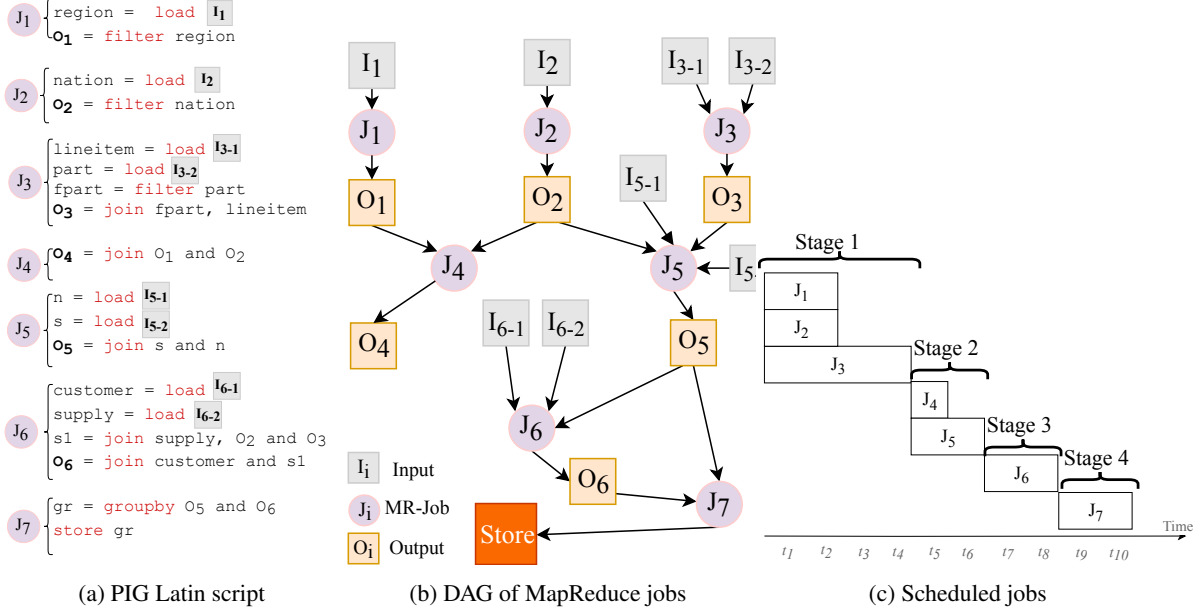 J1 region = load I1
O1 = filter region
J2 nation = load I2
O2 = filter nation
J3 lineitem = load I3-1
part = load I3-2
fpart = filter part
O3 = join fpart, lineitem
J4 O4 = join O1 and O2
J5 n = load I5-1
s = load I5-2
O5 = join s and n
J6 customer = load I6-1
supply = load I6-2
s1 = join supply, O2 and O3
O6 = join customer and s1
J7 gr = groupby O5 and O6
store gr
(a) PIG Latin script
I1 I2 I3-1 I3-2
J1 J2 J3
O1 O2 I5-1 O3
J4 J5 I5-
O4 I6-1 I6-2 O5
J6
O6 J7
Store
Ii Input
Ji MR-Job
Oi Output
(b) DAG of MapReduce jobs
Stage 1
J1
J2
J3
Stage 2
J4
J5
Stage 3
J6
Stage 4
J7
Time
t1 t2 t3 t4 t5 t6 t7 t8 t9 t10
(c) Scheduled jobs